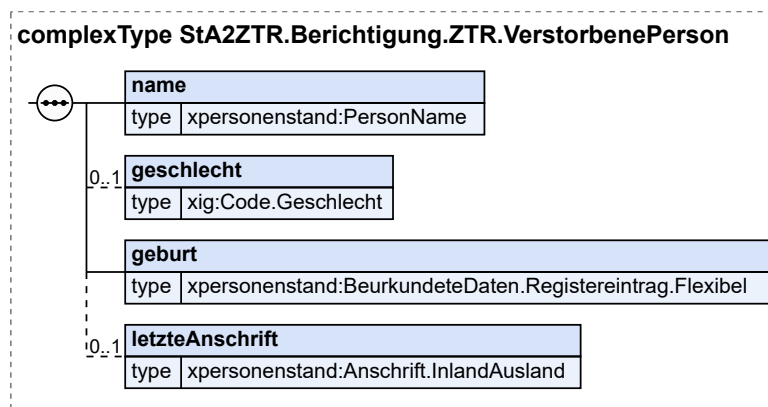 complexType StA2ZTR.Berichtigung.ZTR.VerstorbenePerson
name
type xpersonenstand:PersonName
0..1 geschlecht
type xig:Code.Geschlecht
geburt
type xpersonenstand:BeurkundeteDaten.Registereintrag.Flexibel
0..1 letzteAnschrift
type xpersonenstand:Anschrift.InlandAusland